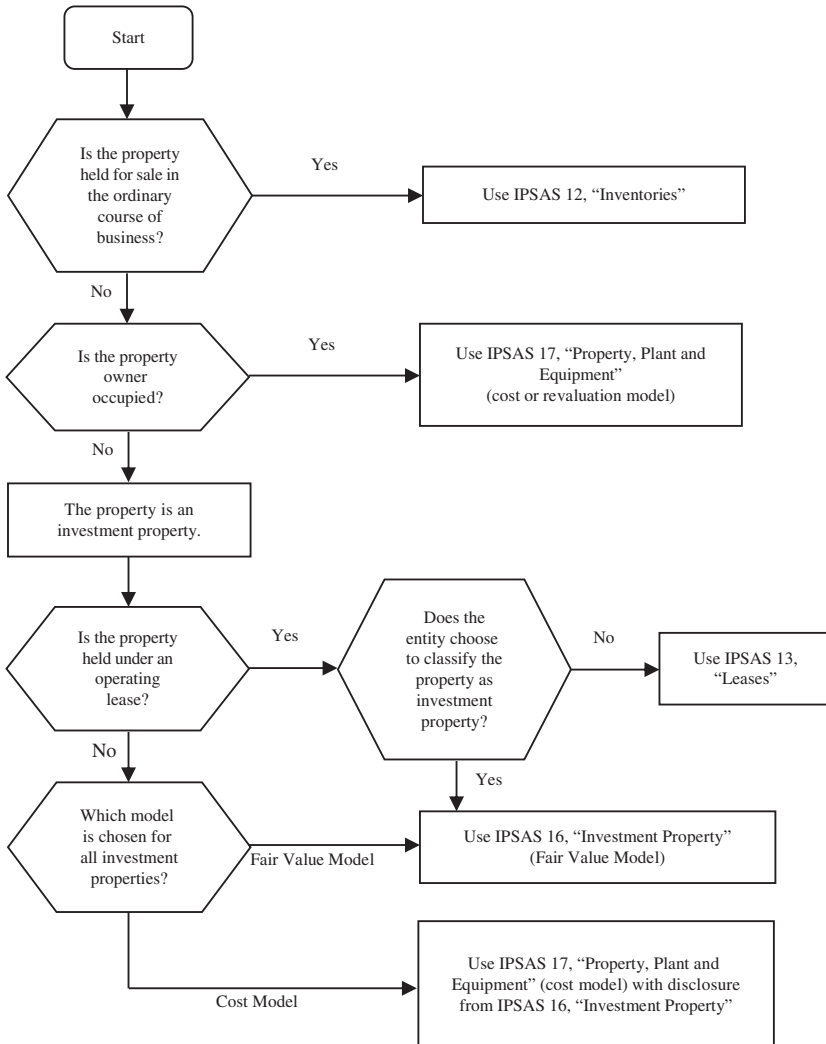 Start
Is the property
held for sale in
the ordinary
course of
business?
Yes
Use IPSAS 12, “Inventories”
No
Is the property
owner
occupied?
Yes
Use IPSAS 17, “Property, Plant and
Equipment”
(cost or revaluation model)
No
The property is an
investment property.
Is the property
held under an
operating
lease?
Yes
Does the
entity choose
to classify the
property as
investment
property?
No
Use IPSAS 13,
“Leases”
No
Yes
Which model
is chosen for
all investment
properties?
Fair Value Model
Use IPSAS 16, “Investment Property”
(Fair Value Model)
Cost Model
Use IPSAS 17, “Property, Plant and
Equipment” (cost model) with disclosure
from IPSAS 16, “Investment Property”